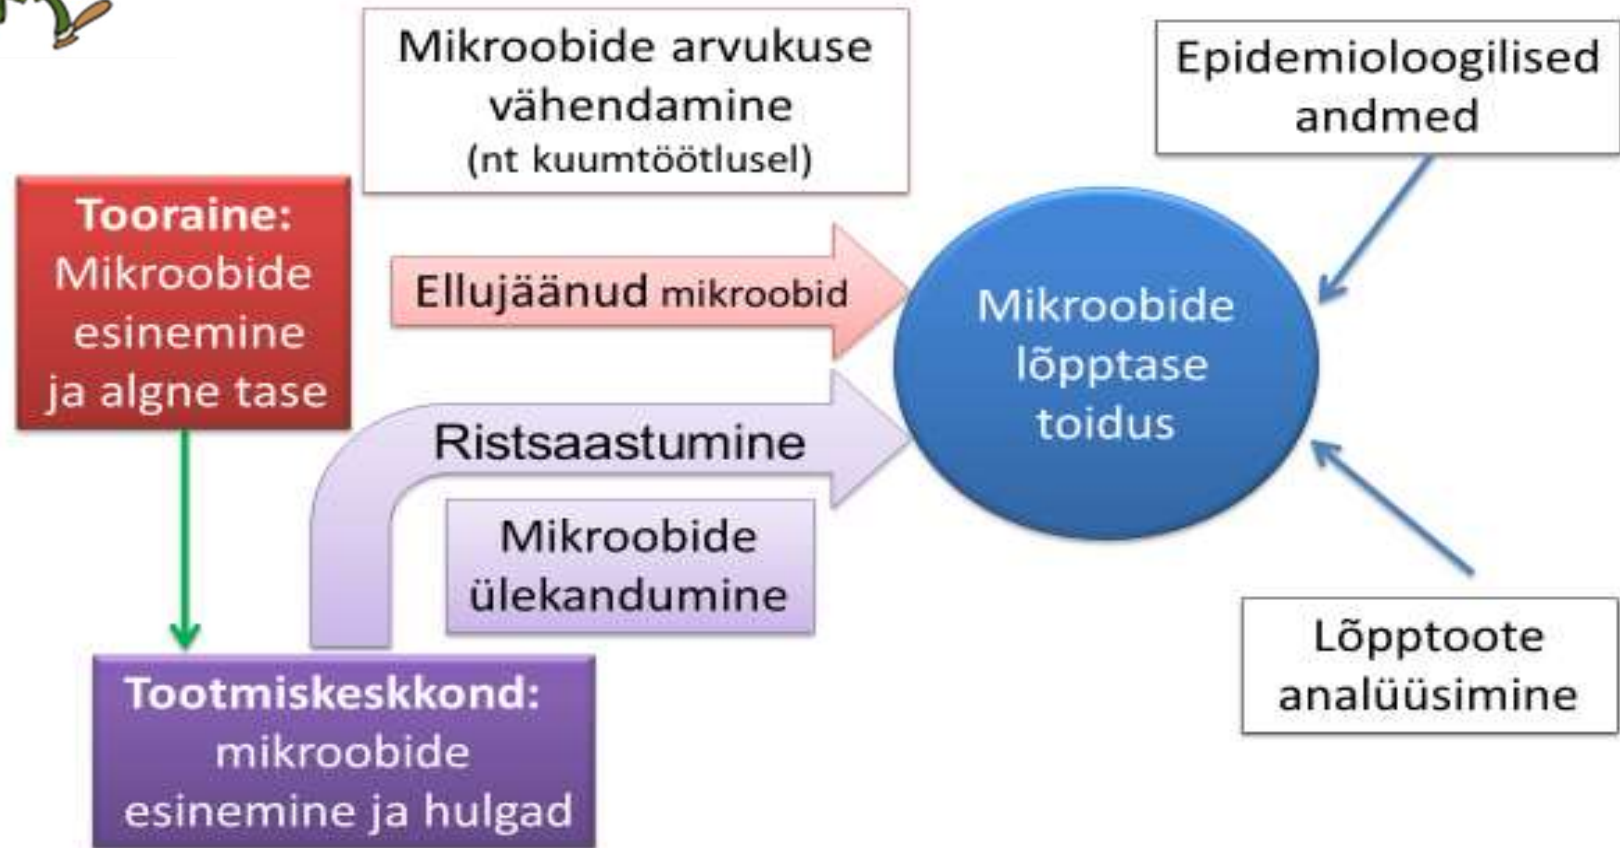 Mikroobide arvukuse
vähendamine
(nt kuumtöötlusel)
Epidemioloogilised
andmed
Tooraine:
Mikroobide
esinemine
ja algne tase
Ellujäänud mikroobid
Mikroobide
lõpptase
toidus
Ristsaastumine
Mikroobide
ülekandumine
Lõpptoote
analüüsimine
Tootmiskeskkond:
mikroobide
esinemine ja hulgad